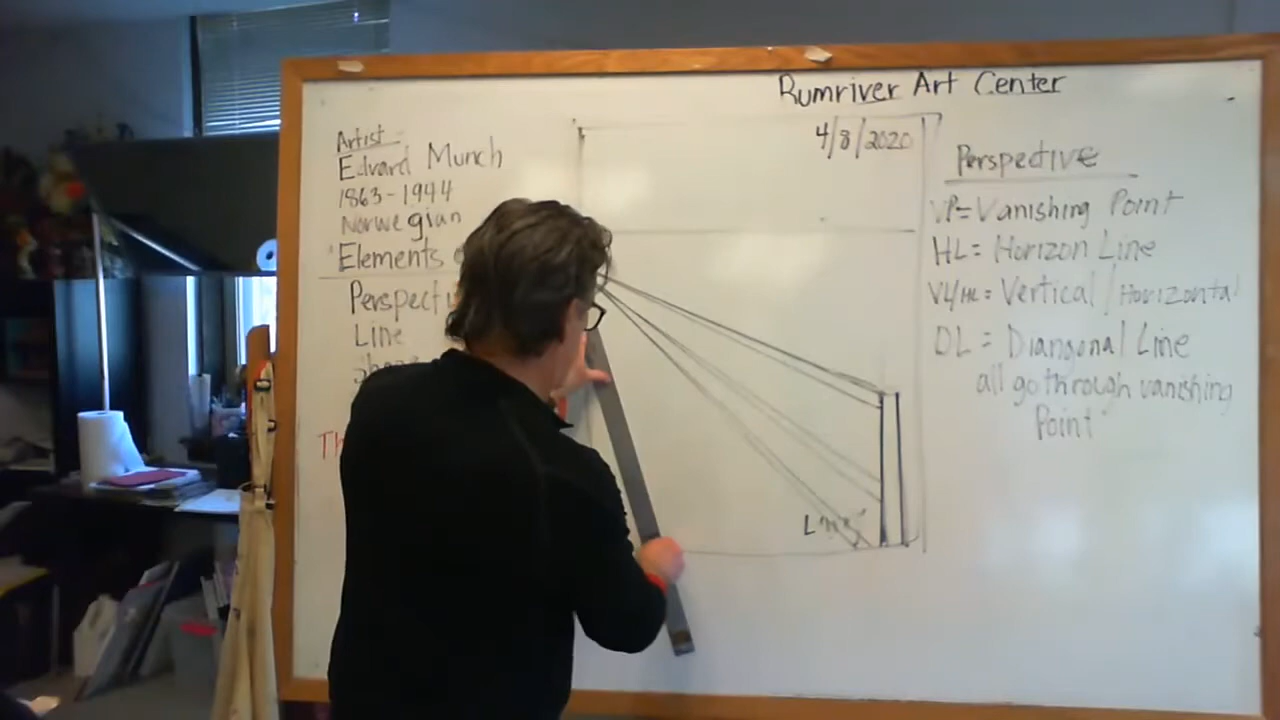 Rumriver Art Center
4/8/2020
Artist
Edvard Munch
1863-1944
Norwegian
Elements
Line
Perspective
VP= Vanishing Point
HL= Horizon Line
VL/HL= Vertical/Horizontal
DL= Diangonal Line
all go through vanishing
Point